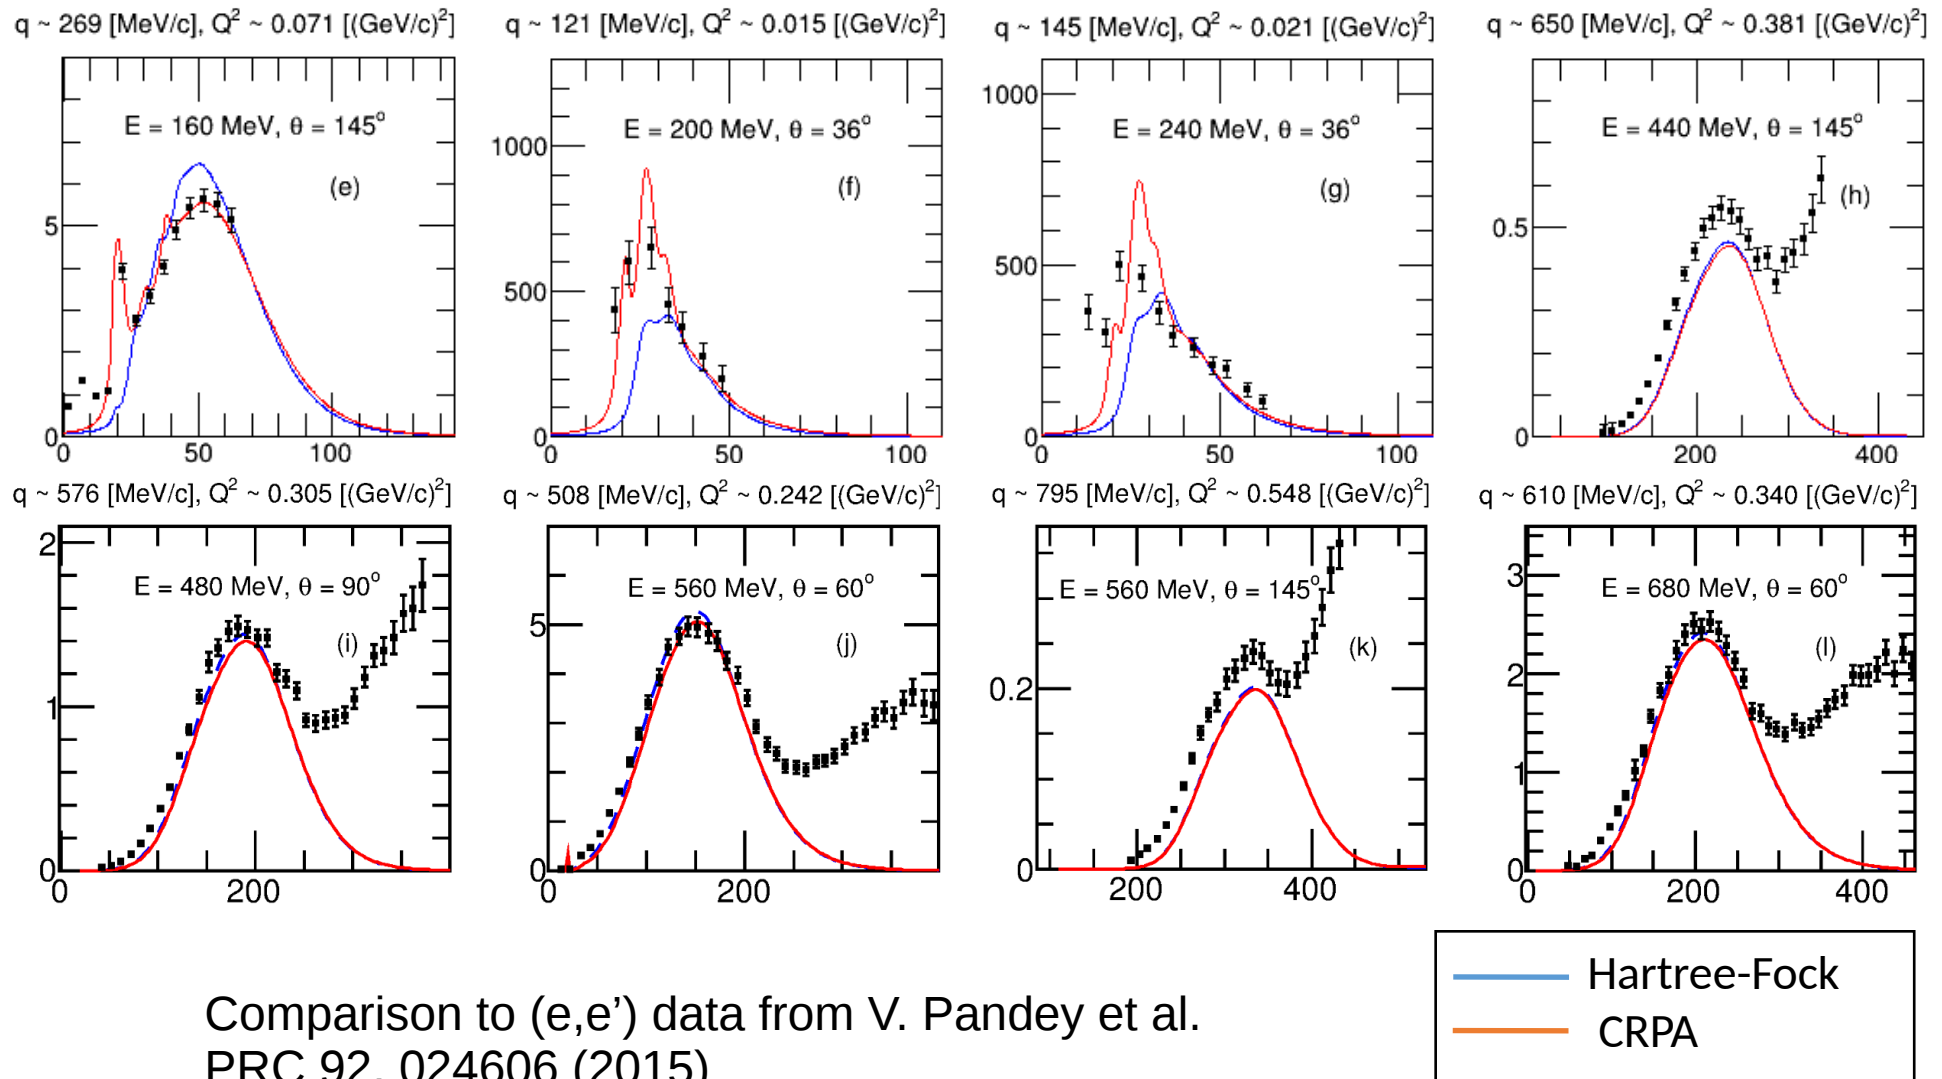 q ~ 269 [MeV/c], Q² ~ 0.071 [(GeV/c)²]
q ~ 121 [MeV/c], Q² ~ 0.015 [(GeV/c)²]
q ~ 145 [MeV/c], Q² ~ 0.021 [(GeV/c)²]
q ~ 650 [MeV/c], Q² ~ 0.381 [(GeV/c)²]
E = 160 MeV, θ = 145°
(e)
5
0
0 50 100
E = 200 MeV, θ = 36°
(f)
1000
500
0
0 50 100
E = 240 MeV, θ = 36°
(g)
1000
500
0
0 50 100
E = 440 MeV, θ = 145°
(h)
0.5
0
200 400
q ~ 576 [MeV/c], Q² ~ 0.305 [(GeV/c)²]
q ~ 508 [MeV/c], Q² ~ 0.242 [(GeV/c)²]
q ~ 795 [MeV/c], Q² ~ 0.548 [(GeV/c)²]
q ~ 610 [MeV/c], Q² ~ 0.340 [(GeV/c)²]
E = 480 MeV, θ = 90°
(i)
2
1
0
0 200
E = 560 MeV, θ = 60°
(j)
5
0
0 200
E = 560 MeV, θ = 145°
(k)
0.2
0
200 400
E = 680 MeV, θ = 60°
(l)
3
2
1
0
0 200 400
Hartree-Fock
CRPA
Comparison to (e,e’) data from V. Pandey et al.
PRC 92, 024606 (2015)